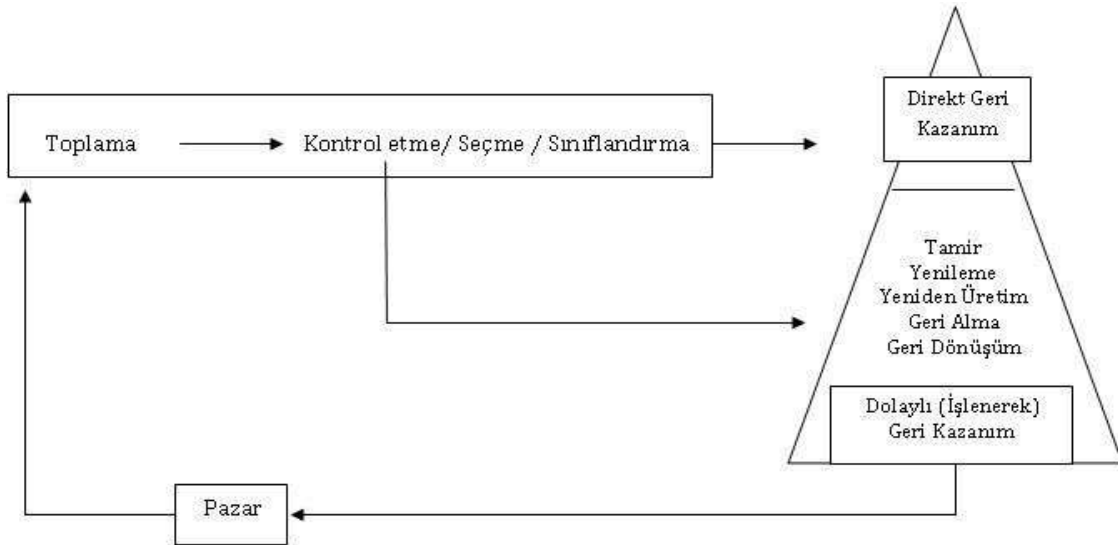 Toplama
Kontrol etme/ Seçme / Sınıflandırma
Direkt Geri
Kazanım
Tamir
Yenileme
Yeniden Üretim
Geri Alma
Geri Dönüşüm
Dolaylı (İşlenerek)
Geri Kazanım
Pazar